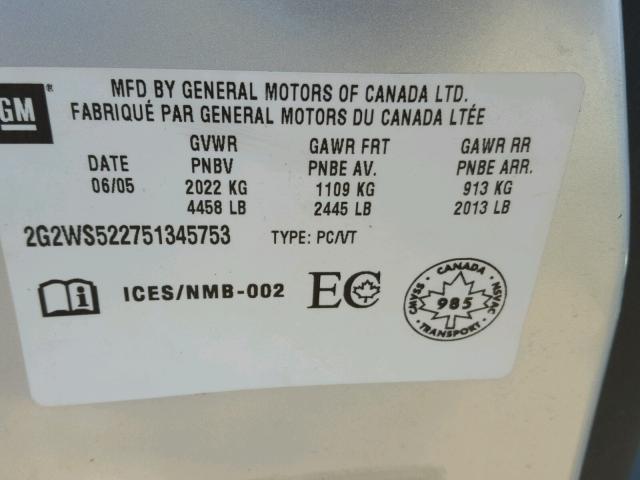 GM ®
MFD BY GENERAL MOTORS OF CANADA LTD.
FABRIQUÉ PAR GENERAL MOTORS DU CANADA LTÉE
GVWR GAWR FRT GAWR RR
DATE PNBV PNBE AV. PNBE ARR.
06/05 2022 KG 1109 KG 913 KG
4458 LB 2445 LB 2013 LB
2G2WS522751345753 TYPE: PC/VT
i ICES/NMB-002 EC
CANADA
CMVSS 985 NSVAC
TRANSPORT